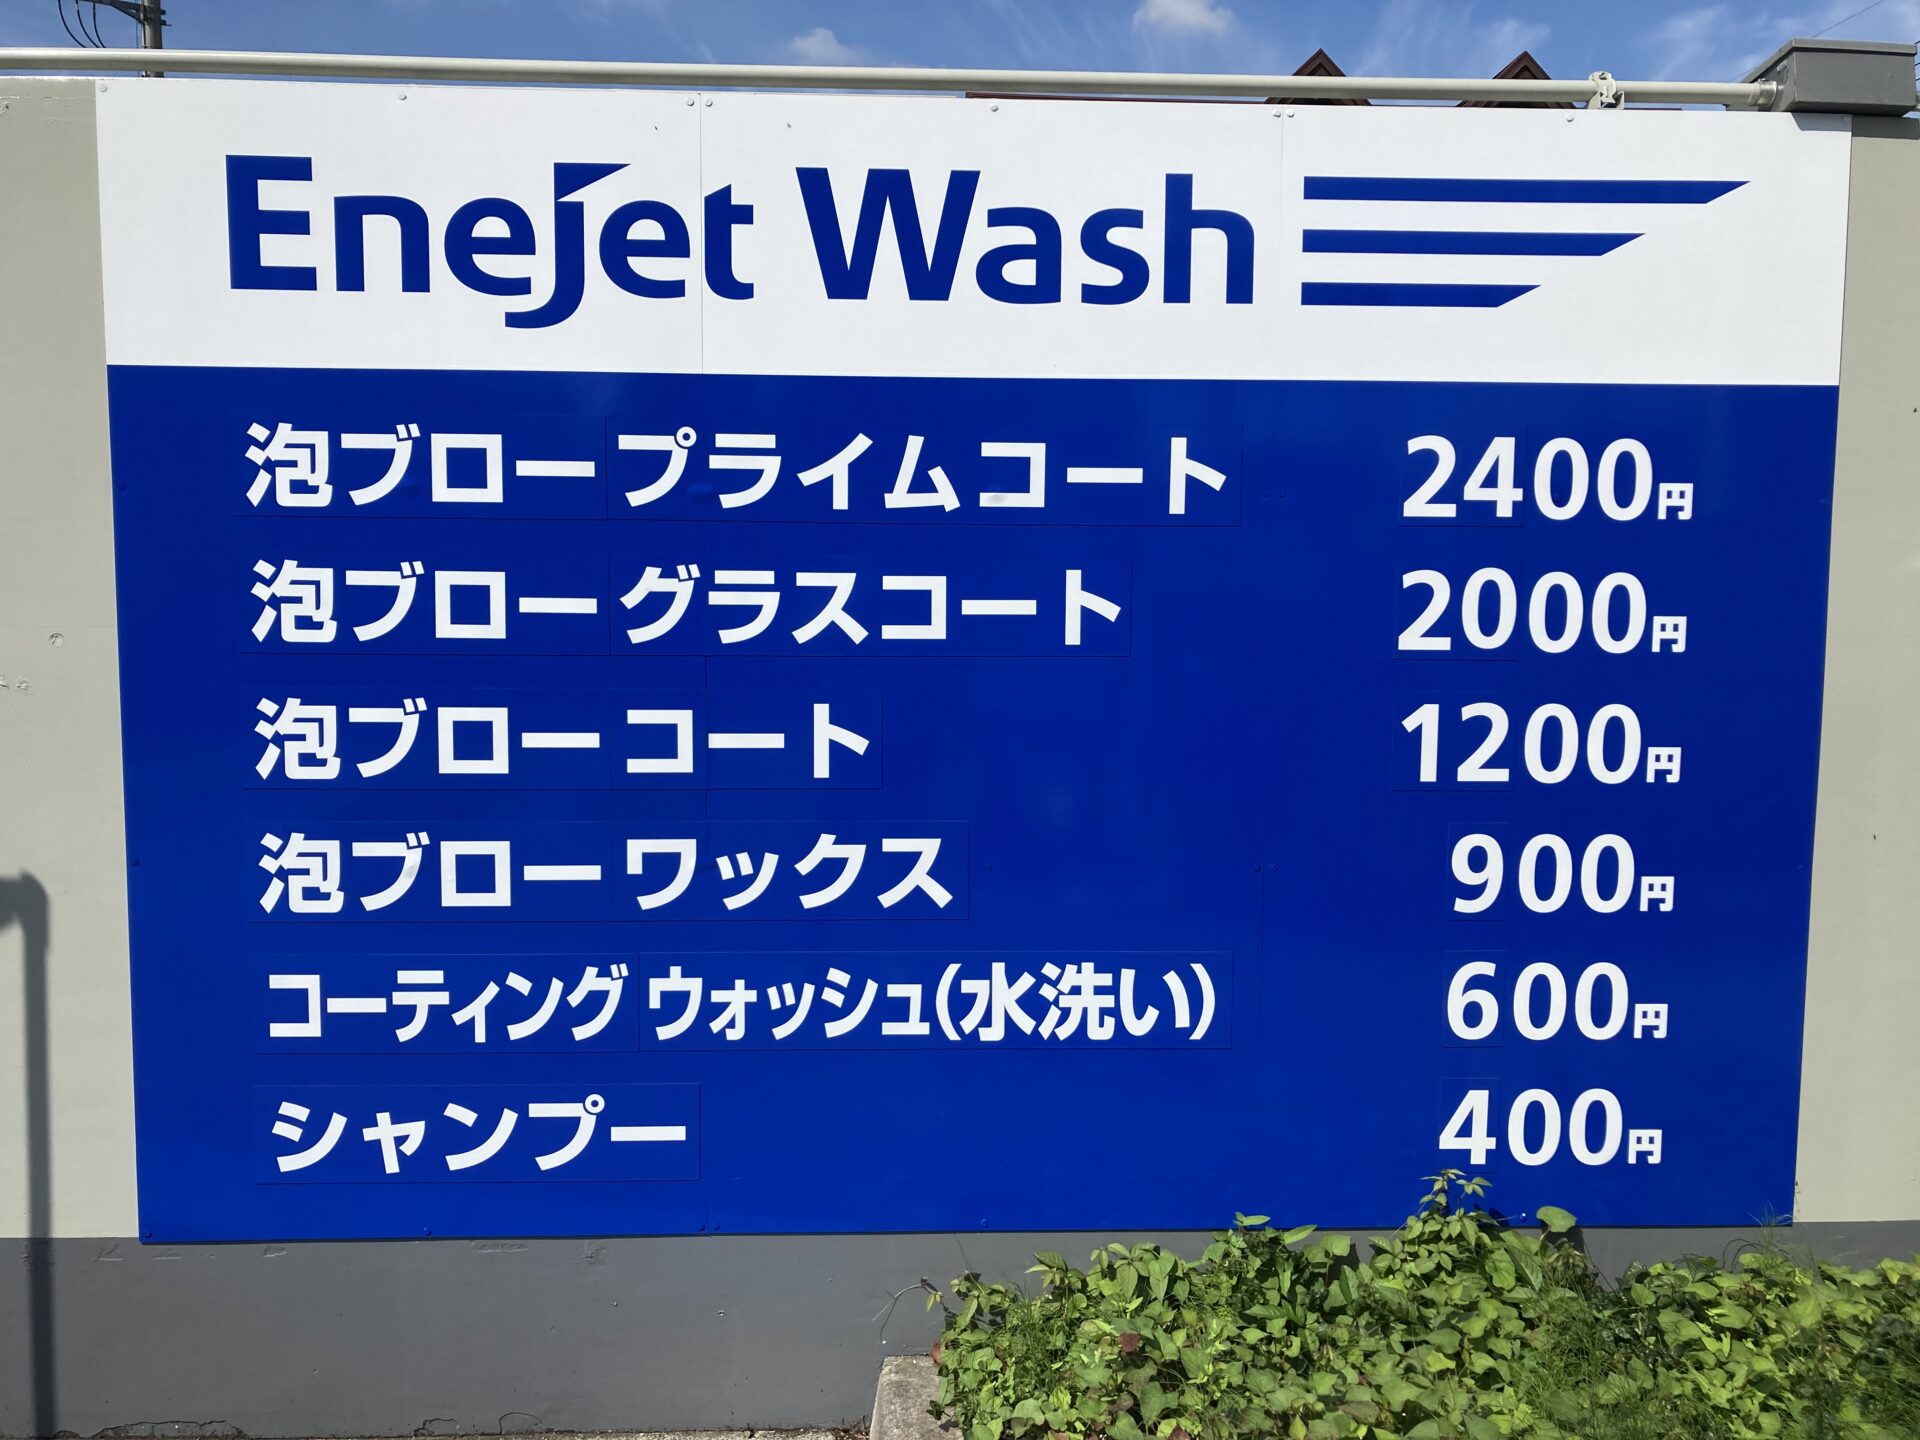 Enejet Wash
泡ブロープライムコート 2400円
泡ブローグラスコート 2000円
泡ブローコート 1200円
泡ブローワックス 900円
コーティングウォッシュ(水洗い) 600円
シャンプー 400円